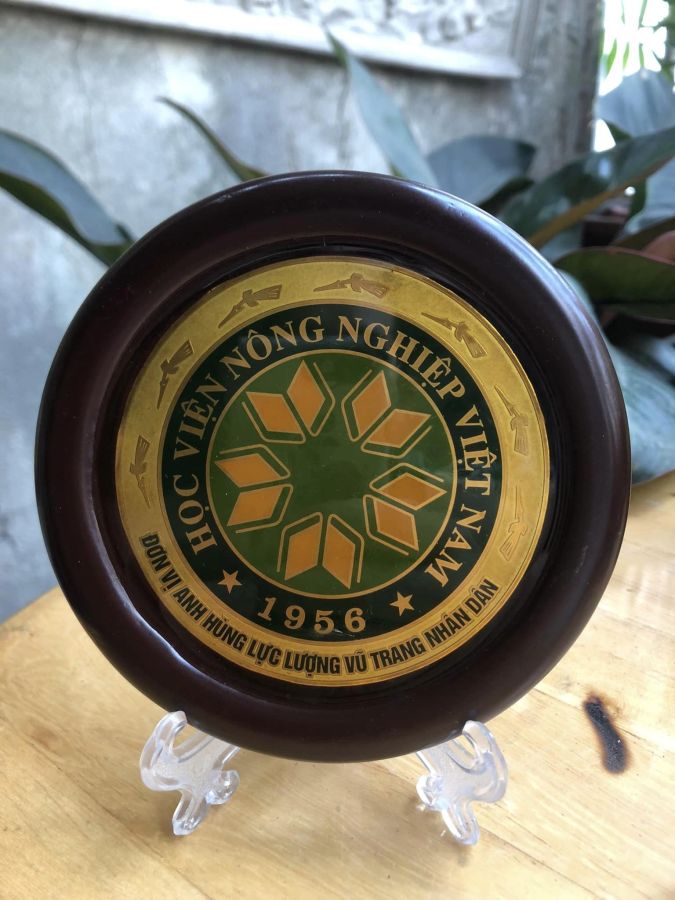 HỌC VIỆN NÔNG NGHIỆP VIỆT NAM
1956
ĐƠN VỊ ANH HÙNG LỰC LƯỢNG VŨ TRANG NHÂN DÂN